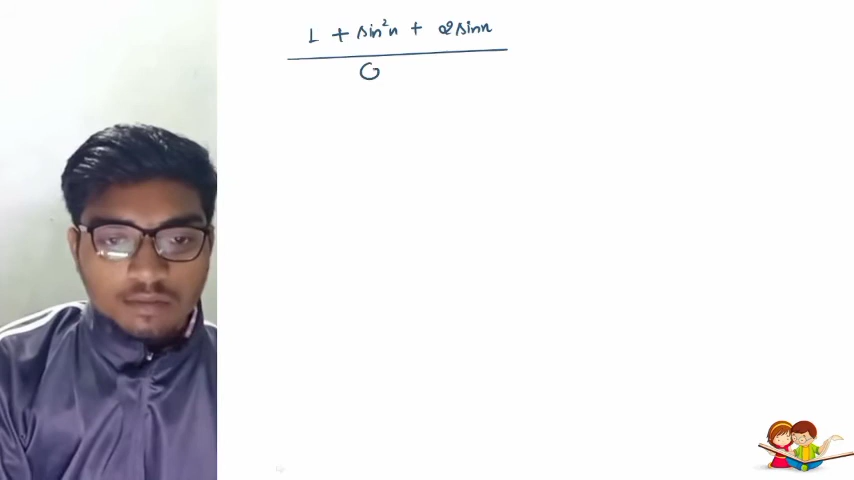 1 + sin²x + 2sinx
C